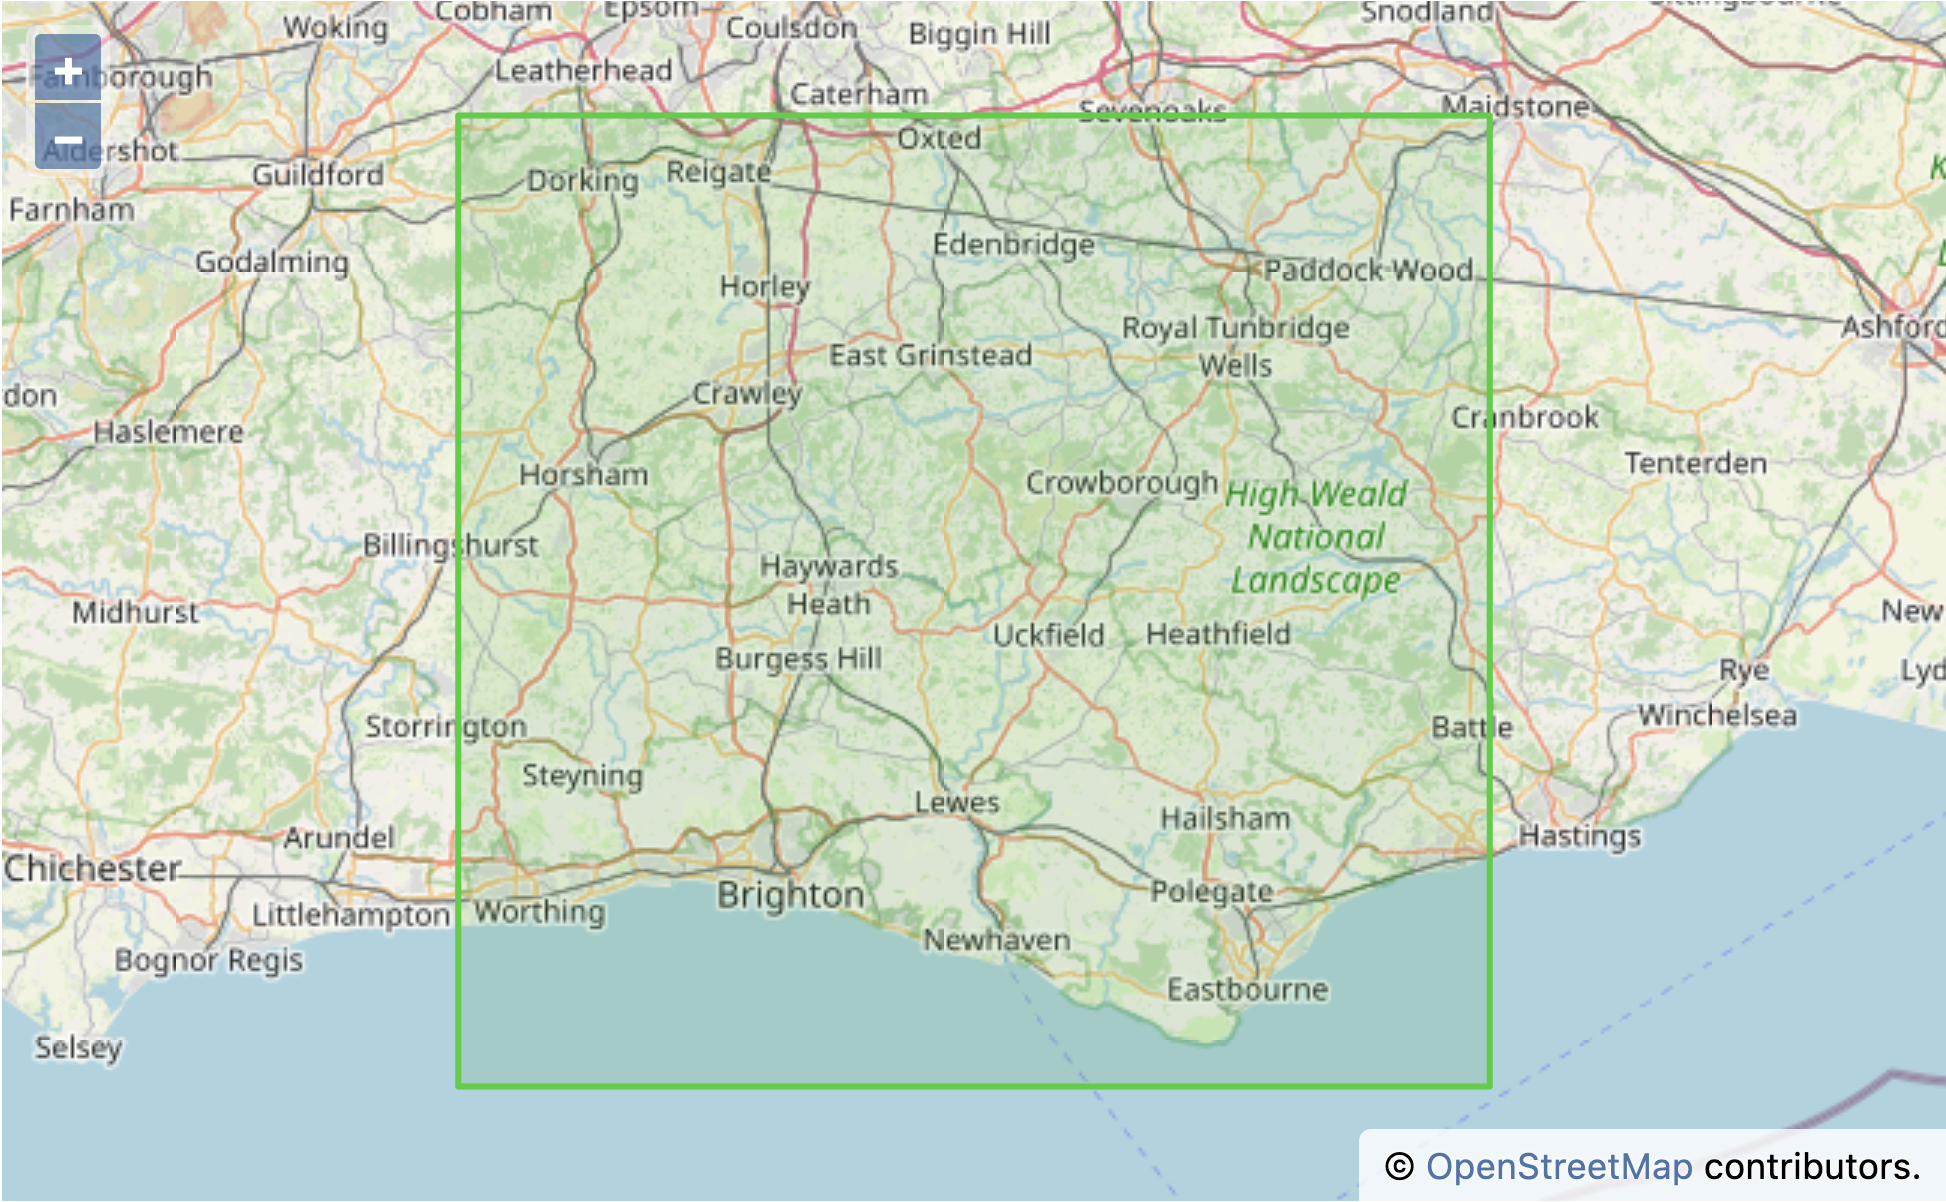 Cobham
Epsom
Snodland
Woking
Coulsdon
Biggin Hill
+
Farnborough
Leatherhead
Caterham
Sevenoaks
Maidstone
−
Aldershot
Oxted
Guildford
Dorking
Reigate
K
Farnham
Edenbridge
L
Godalming
Paddock Wood
Horley
Royal Tunbridge
Wells
Ashford
East Grinstead
Crawley
don
Cranbrook
Haslemere
Tenterden
Horsham
Crowborough
High Weald
National
Landscape
Billingshurst
Haywards
Heath
Midhurst
New
Uckfield
Heathfield
Burgess Hill
Rye
Lyd
Winchelsea
Storrington
Battle
Steyning
Lewes
Hailsham
Arundel
Hastings
Chichester
Brighton
Polegate
Littlehampton
Worthing
Newhaven
Bognor Regis
Eastbourne
Selsey
© OpenStreetMap contributors.